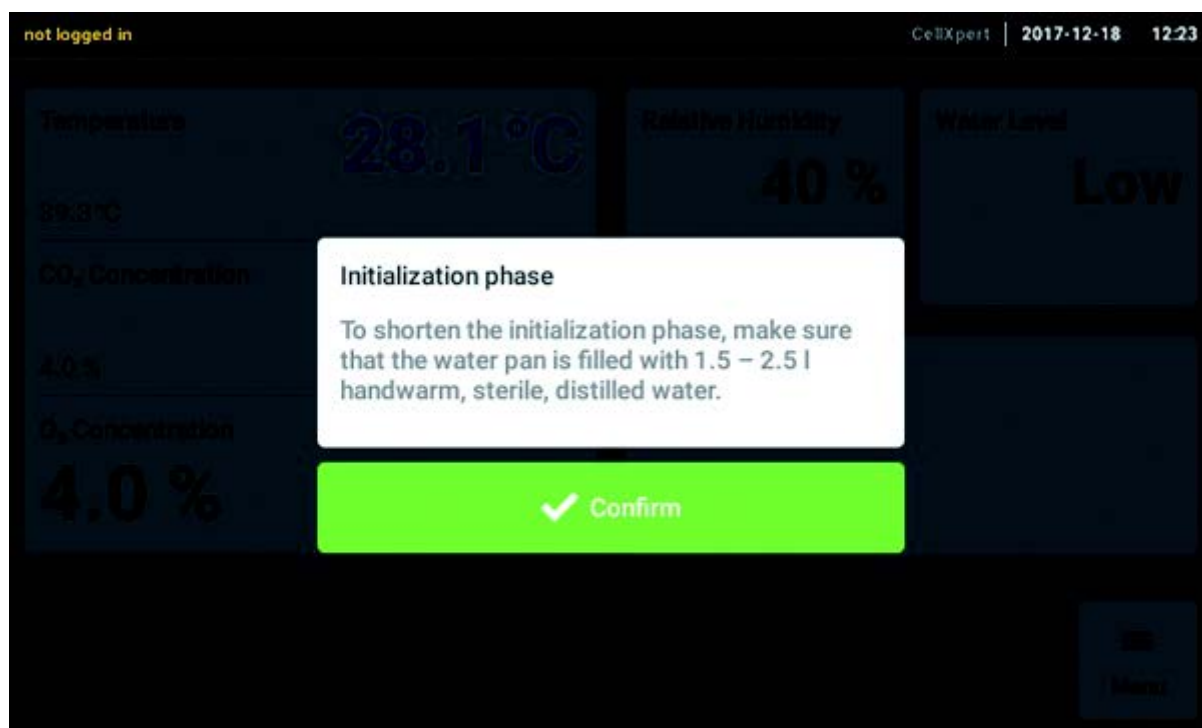 not logged in
CellXpert | 2017-12-18 12:23
Temperature
28.1 °C
Relative Humidity
40 %
Water Level
Low
CO₂ Concentration
4.0 %
O₂ Concentration
4.0 %
Initialization phase
To shorten the initialization phase, make sure
that the water pan is filled with 1.5 – 2.5 l
handwarm, sterile, distilled water.
Confirm
Menu